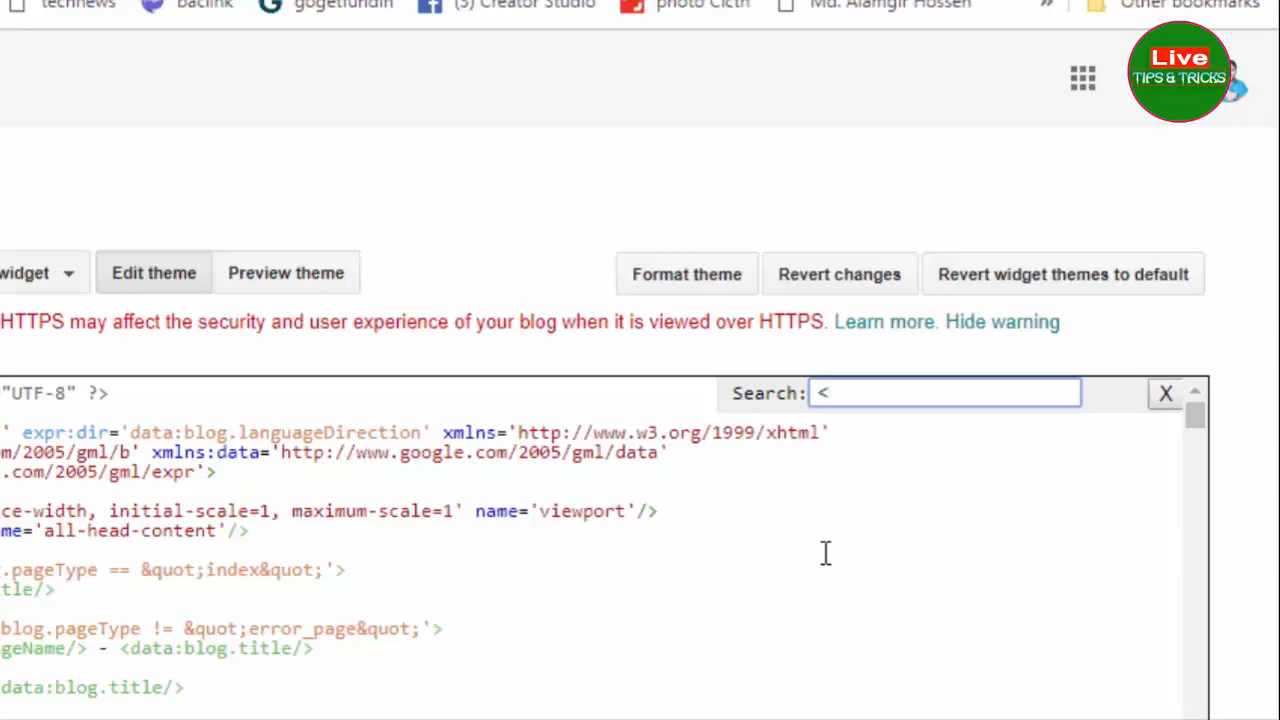 technews baclink gogetfundin (3) Creator Studio photo Cicth Md. Alamgir Hossen » Other bookmarks
Live
TIPS & TRICKS
widget Edit theme Preview theme Format theme Revert changes Revert widget themes to default
HTTPS may affect the security and user experience of your blog when it is viewed over HTTPS. Learn more. Hide warning
"UTF-8" ?> Search: < X
' expr:dir='data:blog.languageDirection' xmlns='http://www.w3.org/1999/xhtml'
m/2005/gml/b' xmlns:data='http://www.google.com/2005/gml/data'
.com/2005/gml/expr'>
ce-width, initial-scale=1, maximum-scale=1' name='viewport'/>
me='all-head-content'/>
.pageType == &quot;index&quot;'>
tle/>
blog.pageType != &quot;error_page&quot;'>
geName/> - <data:blog.title/>
data:blog.title/>